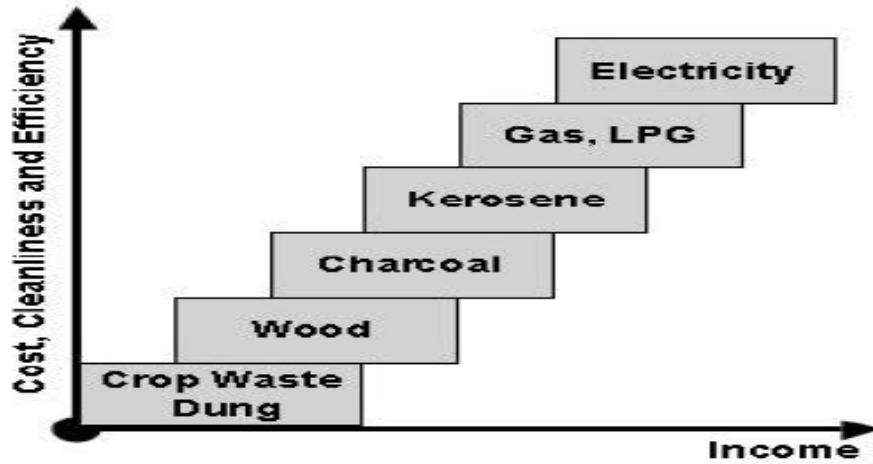 Cost, Cleanliness and Efficiency
Electricity
Gas, LPG
Kerosene
Charcoal
Wood
Crop Waste
Dung
Income